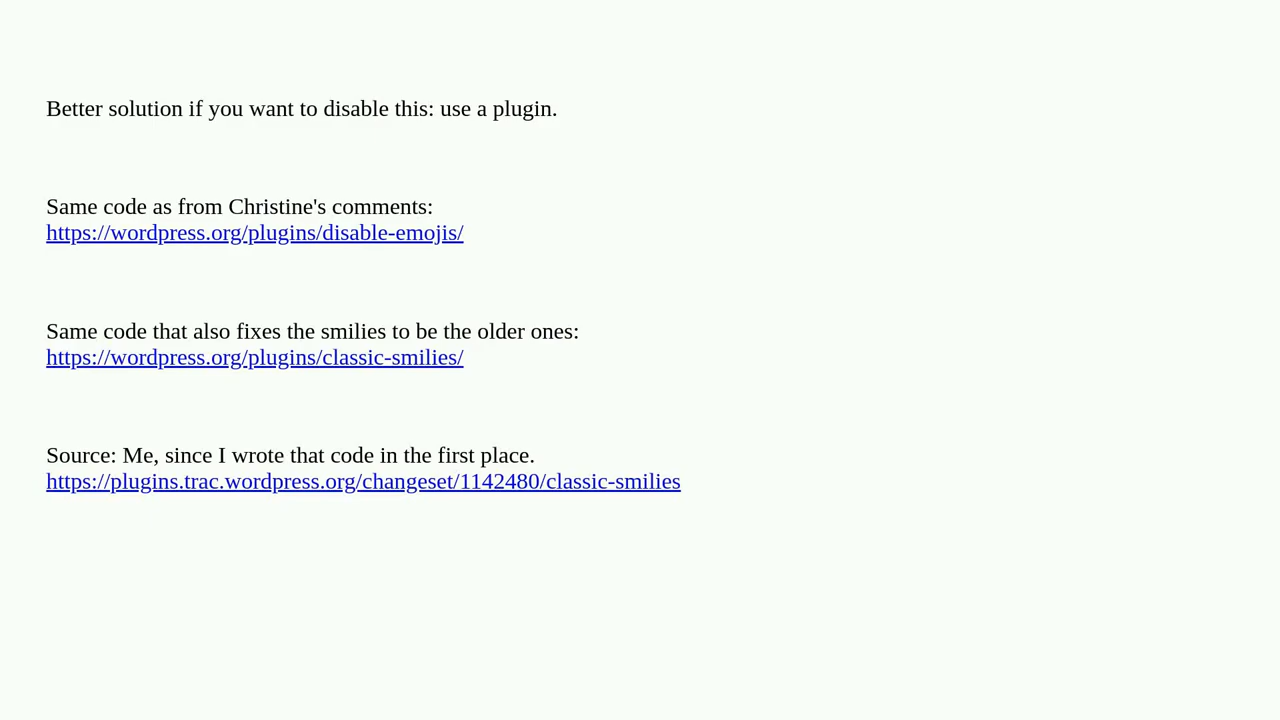 Better solution if you want to disable this: use a plugin.
Same code as from Christine's comments:
https://wordpress.org/plugins/disable-emojis/
Same code that also fixes the smilies to be the older ones:
https://wordpress.org/plugins/classic-smilies/
Source: Me, since I wrote that code in the first place.
https://plugins.trac.wordpress.org/changeset/1142480/classic-smilies